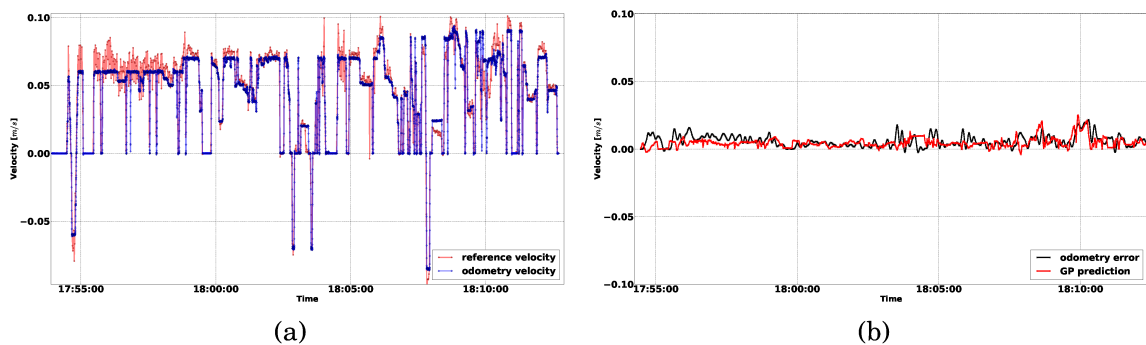 0.10
0.05
0.00
−0.05
Velocity [m/s]
reference velocity
odometry velocity
17:55:00
18:00:00
18:05:00
18:10:00
Time
(a)
0.10
0.05
0.00
−0.05
−0.10
Velocity [m/s]
odometry error
GP prediction
17:55:00
18:00:00
18:05:00
18:10:00
Time
(b)